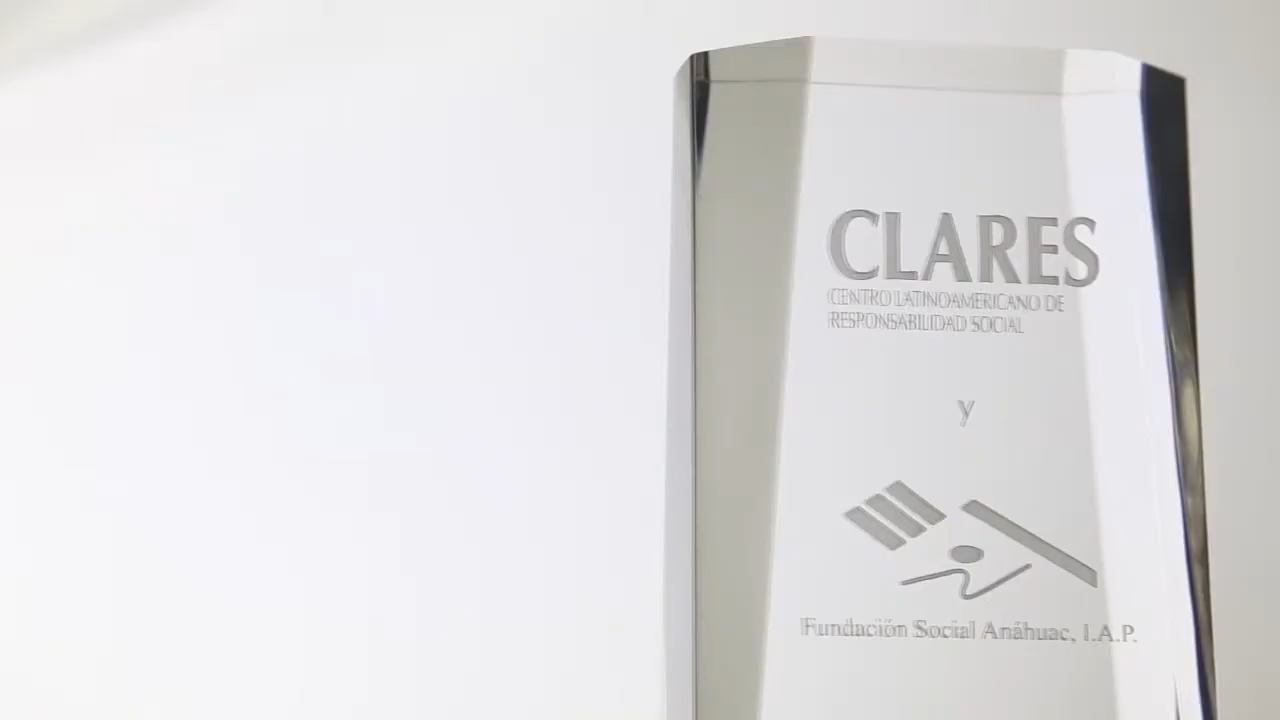 CLARES
CENTRO LATINOAMERICANO DE
RESPONSABILIDAD SOCIAL
y
Fundación Social Anáhuac, I.A.P.